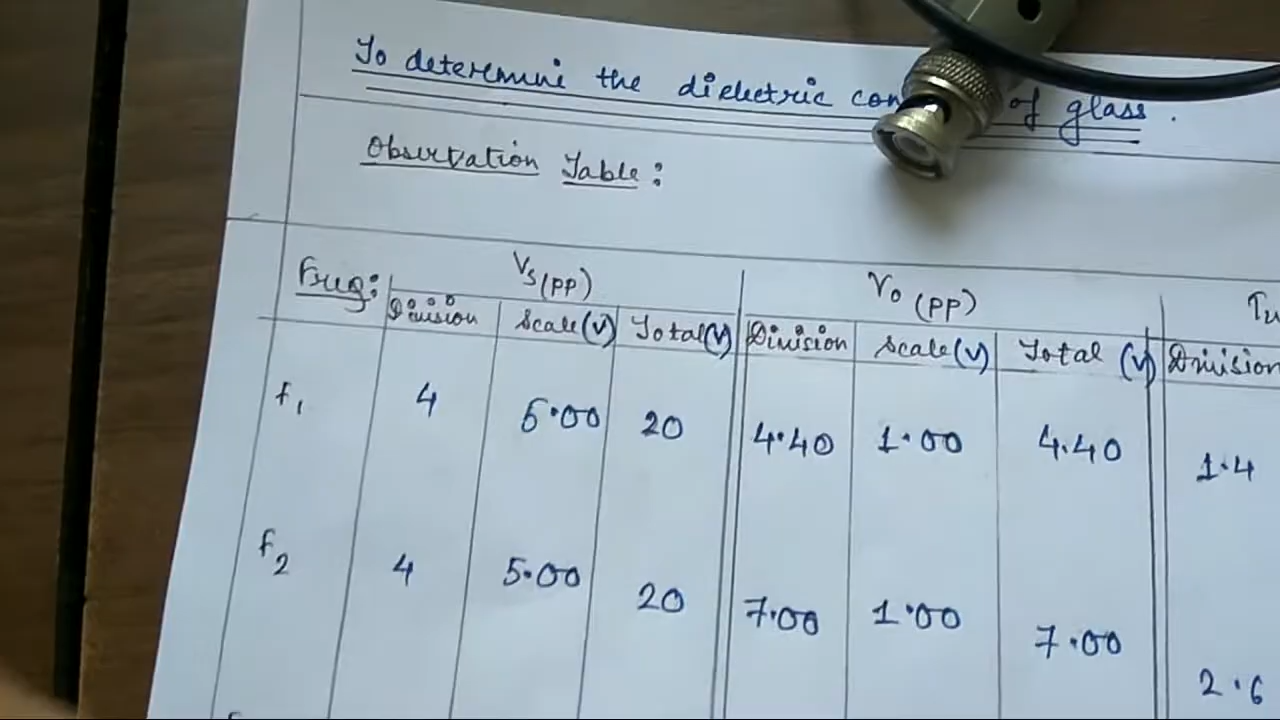 To determine the dielectric con of glass.
Observation Table:
Freq: Vs(PP) Vo(PP)
Division Scale(V) Total(V) Division Scale(V) Total (V) Division
f1 4 5.00 20 4.40 1.00 4.40 1.4
f2 4 5.00 20 7.00 1.00 7.00 2.6